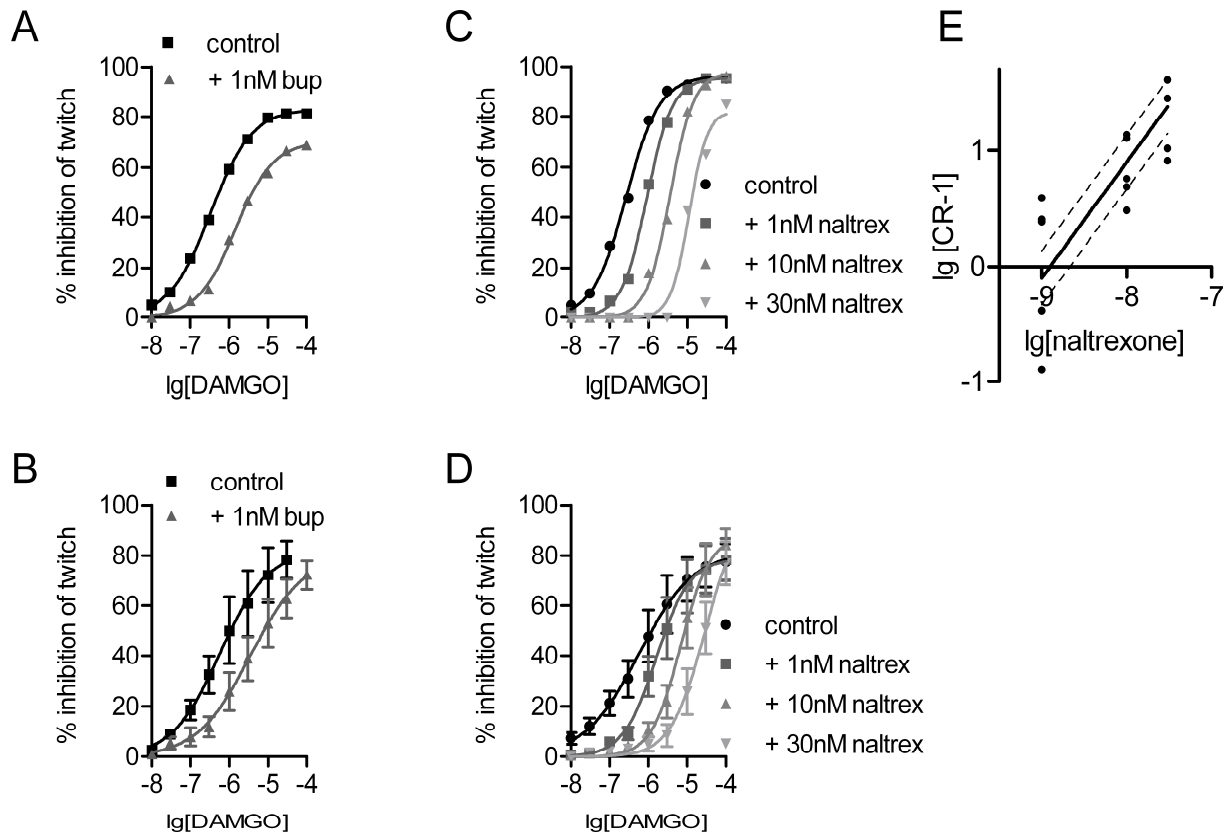 A
control
+ 1nM bup
% inhibition of twitch
100
80
60
40
20
0
-8 -7 -6 -5 -4
lg[DAMGO]
C
% inhibition of twitch
100
80
60
40
20
0
-8 -7 -6 -5 -4
lg[DAMGO]
control
+ 1nM naltrex
+ 10nM naltrex
+ 30nM naltrex
E
lg [CR-1]
1
0
-1
-9 -8 -7
lg[naltrexone]
B
control
+ 1nM bup
% inhibition of twitch
100
80
60
40
20
0
-8 -7 -6 -5 -4
lg[DAMGO]
D
% inhibition of twitch
100
80
60
40
20
0
-8 -7 -6 -5 -4
lg[DAMGO]
control
+ 1nM naltrex
+ 10nM naltrex
+ 30nM naltrex